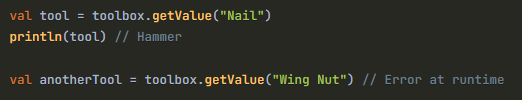 val tool = toolbox.getValue("Nail")
println(tool) // Hammer
val anotherTool = toolbox.getValue("Wing Nut") // Error at runtime